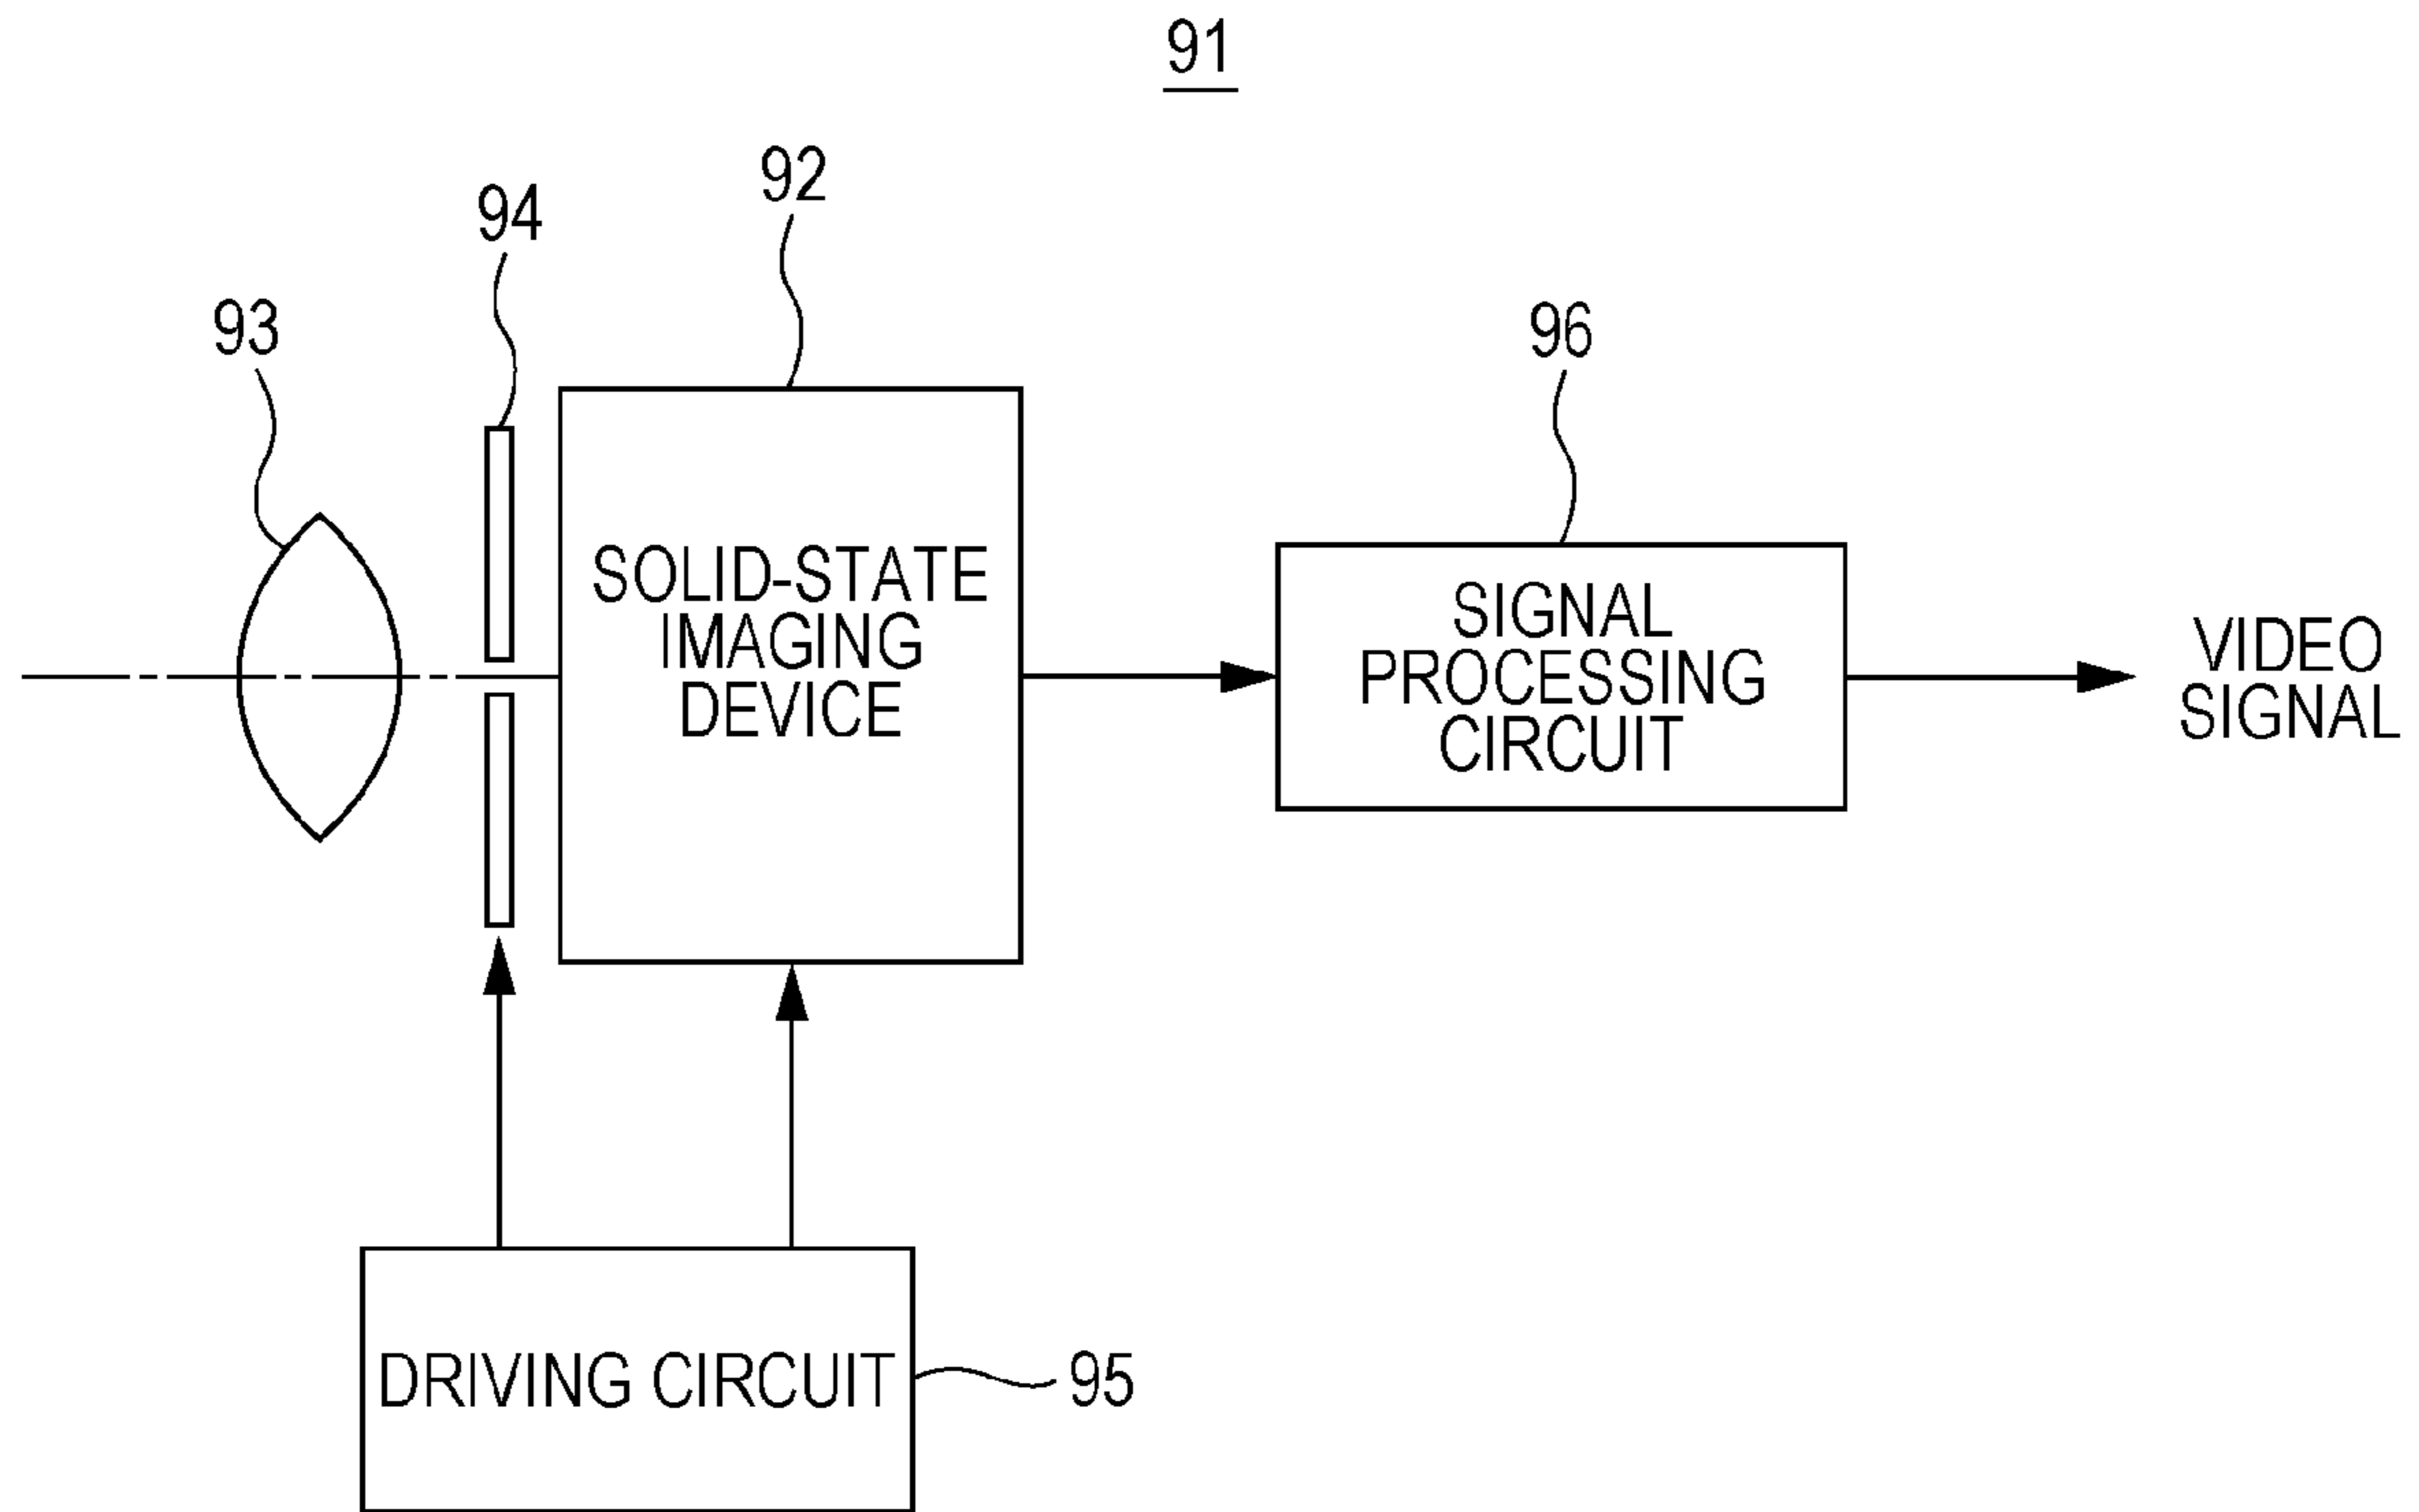 91
92
94
93
96
SOLID-STATE
IMAGING
DEVICE
SIGNAL
PROCESSING
CIRCUIT
VIDEO
SIGNAL
DRIVING CIRCUIT
95